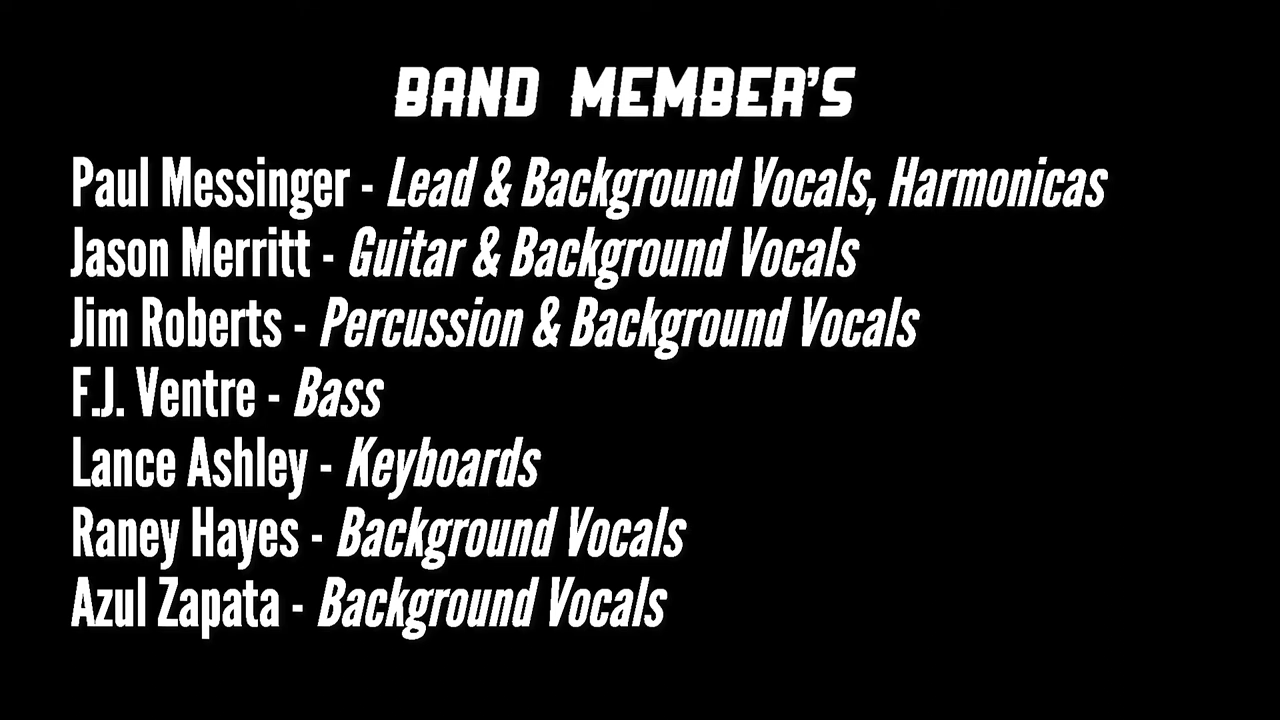 BAND MEMBER'S
Paul Messinger - Lead & Background Vocals, Harmonicas
Jason Merritt - Guitar & Background Vocals
Jim Roberts - Percussion & Background Vocals
F.J. Ventre - Bass
Lance Ashley - Keyboards
Raney Hayes - Background Vocals
Azul Zapata - Background Vocals